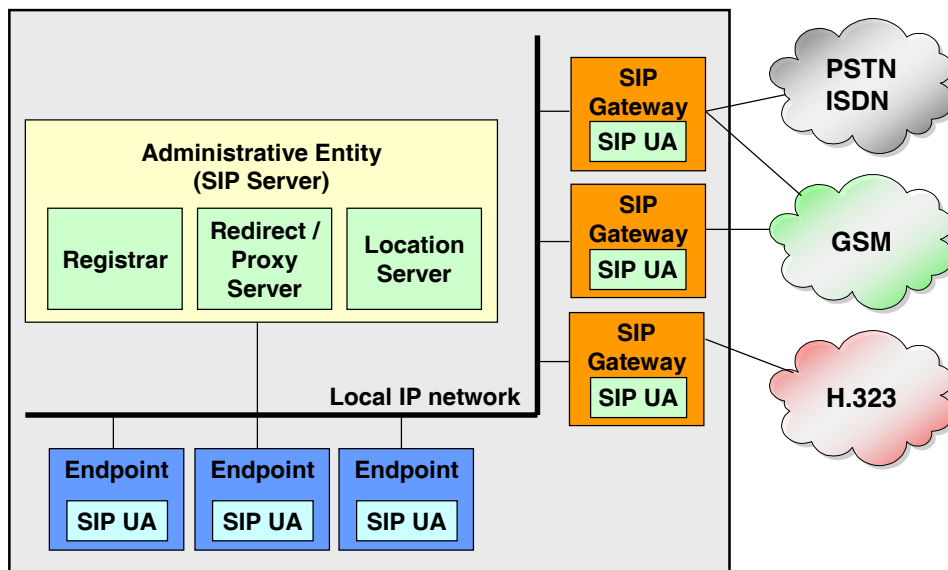 Administrative Entity
(SIP Server)
Registrar
Redirect /
Proxy
Server
Location
Server
Local IP network
Endpoint
SIP UA
Endpoint
SIP UA
Endpoint
SIP UA
SIP
Gateway
SIP UA
SIP
Gateway
SIP UA
SIP
Gateway
SIP UA
PSTN
ISDN
GSM
H.323